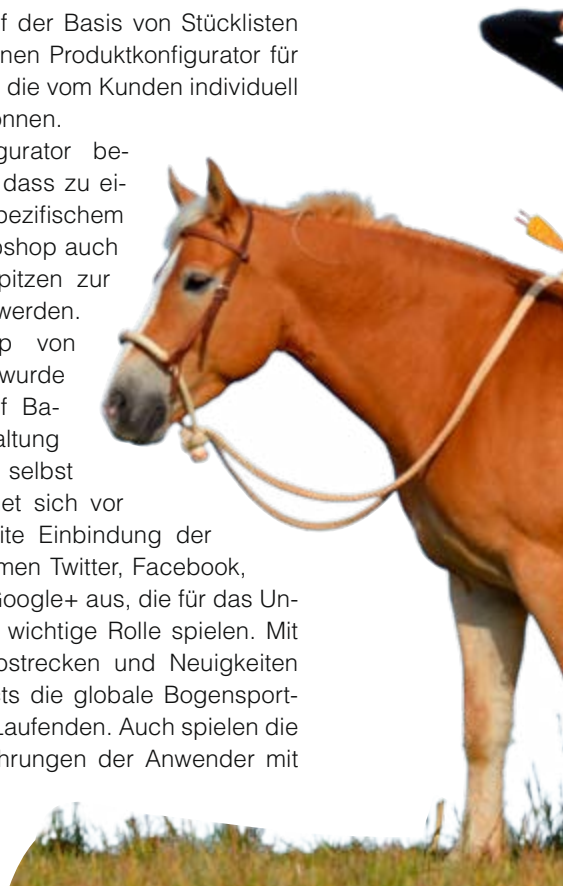 f der Basis von Stücklisten
nen Produktkonfigurator für
die vom Kunden individuell
önnen.
gurator be-
dass zu ei-
pezifischem
oshop auch
pitzen zur
werden.
p von
wurde
f Ba-
altung
selbst
et sich vor
ite Einbindung der
men Twitter, Facebook,
Google+ aus, die für das Un-
wichtige Rolle spielen. Mit
ostrecken und Neuigkeiten
ts die globale Bogensport-
Laufenden. Auch spielen die
hrungen der Anwender mit